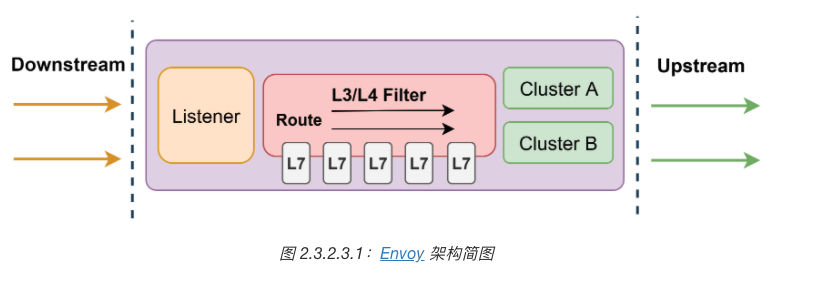 Downstream
Upstream
Listener
L3/L4 Filter
Route
L7 L7 L7 L7 L7
Cluster A
Cluster B
图 2.3.2.3.1：Envoy 架构简图